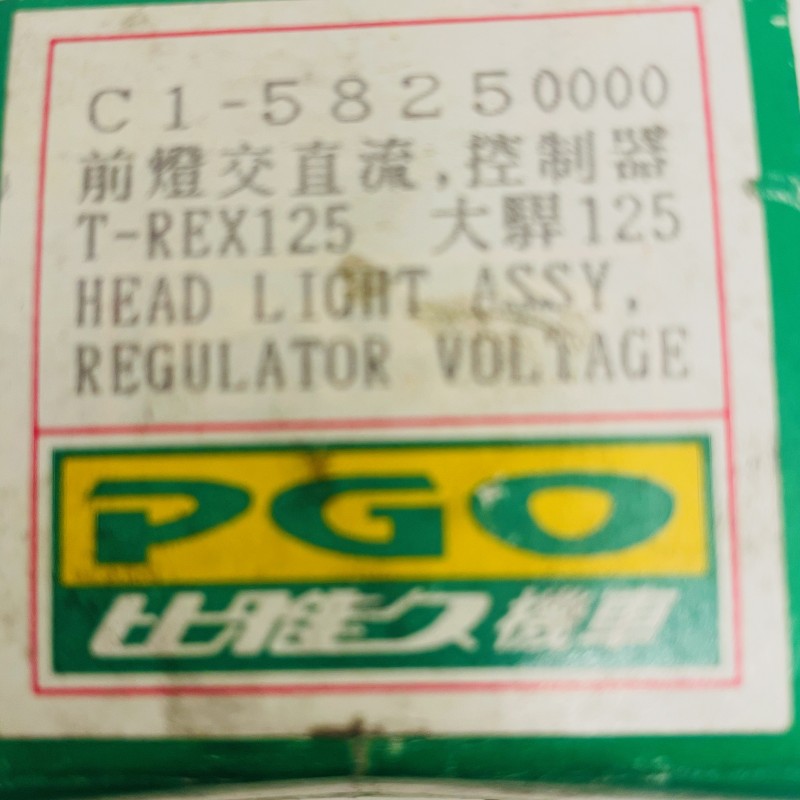 C1-58250000
前燈交直流,控制器
T-REX125 大騨125
HEAD LIGHT ASSY,
REGULATOR VOLTAGE
PGO
比雅久機車